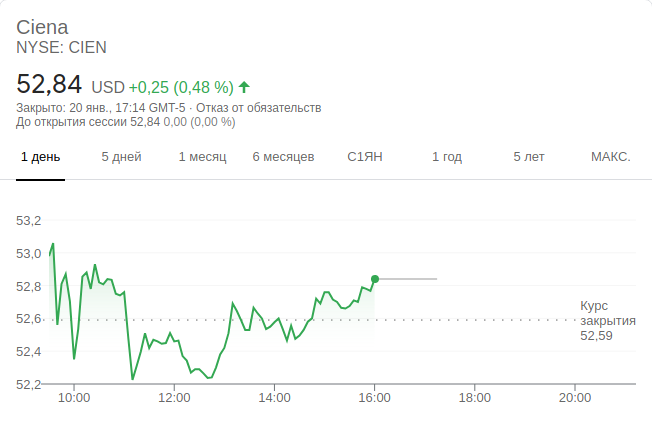 Ciena
NYSE: CIEN
52,84 USD +0,25 (0,48 %)
Закрыто: 20 янв., 17:14 GMT-5 · Отказ от обязательств
До открытия сессии 52,84 0,00 (0,00 %)
1 день 5 дней 1 месяц 6 месяцев С1ЯН 1 год 5 лет МАКС.
53,2
53,0
52,8
52,6
52,4
52,2
Курс
закрытия
52,59
10:00 12:00 14:00 16:00 18:00 20:00